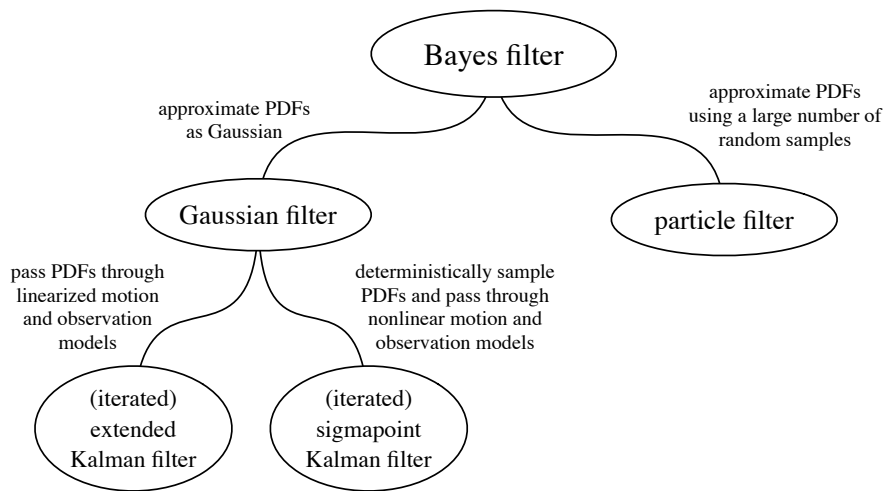 Bayes filter
approximate PDFs
as Gaussian
approximate PDFs
using a large number of
random samples
Gaussian filter
particle filter
pass PDFs through
linearized motion
and observation
models
deterministically sample
PDFs and pass through
nonlinear motion and
observation models
(iterated)
extended
Kalman filter
(iterated)
sigmapoint
Kalman filter